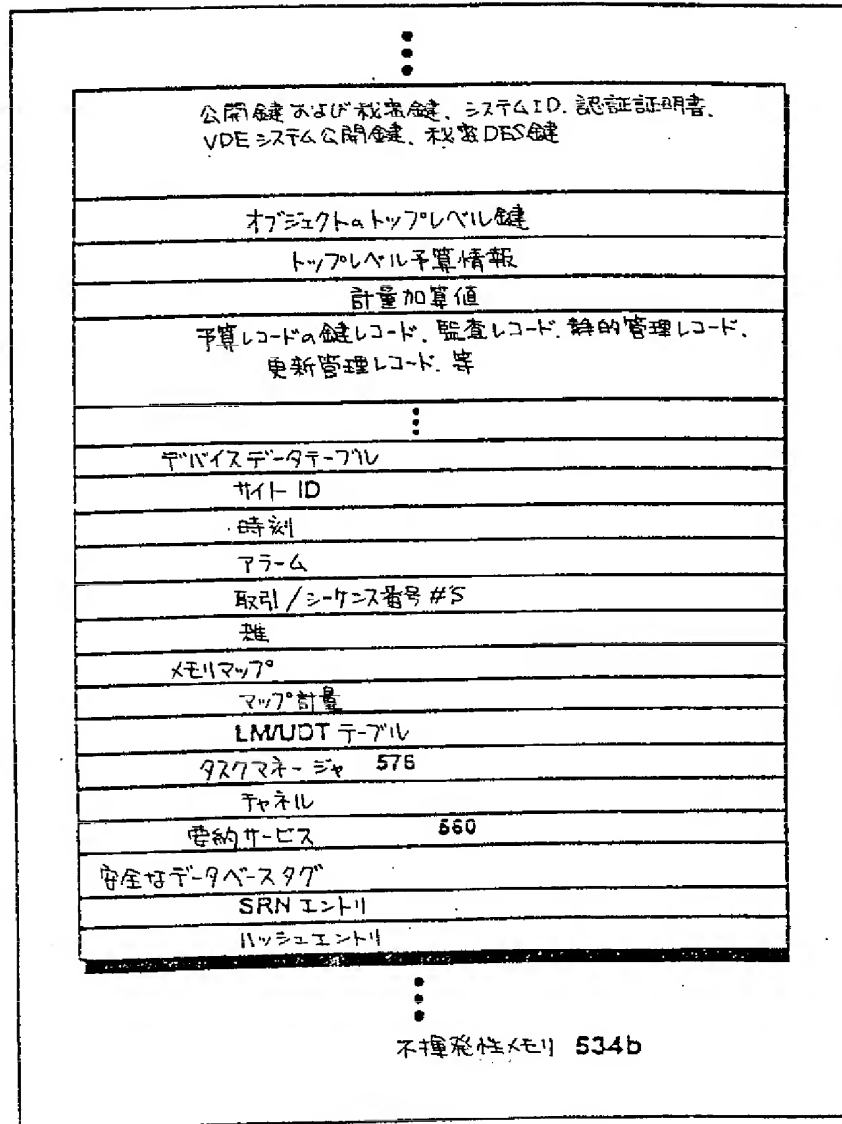 公開鍵および秘密鍵、システムID、認証証明書、
VDEシステム公開鍵、秘密DES鍵
オブジェクトのトップレベル鍵
トップレベル予算情報
計量加算値
予算レコードの鍵レコード、監査レコード、静的管理レコード、
更新管理レコード、等
デバイスデータテーブル
サイト ID
時刻
アラーム
取引/シーケンス番号 #'S
雑
メモリマップ
マップ計量
LM/UDT テーブル
タスクマネージャ 576
チャネル
要約サービス 560
安全なデータベースタグ
SRN エントリ
ハッシュエントリ
不揮発性メモリ 534b